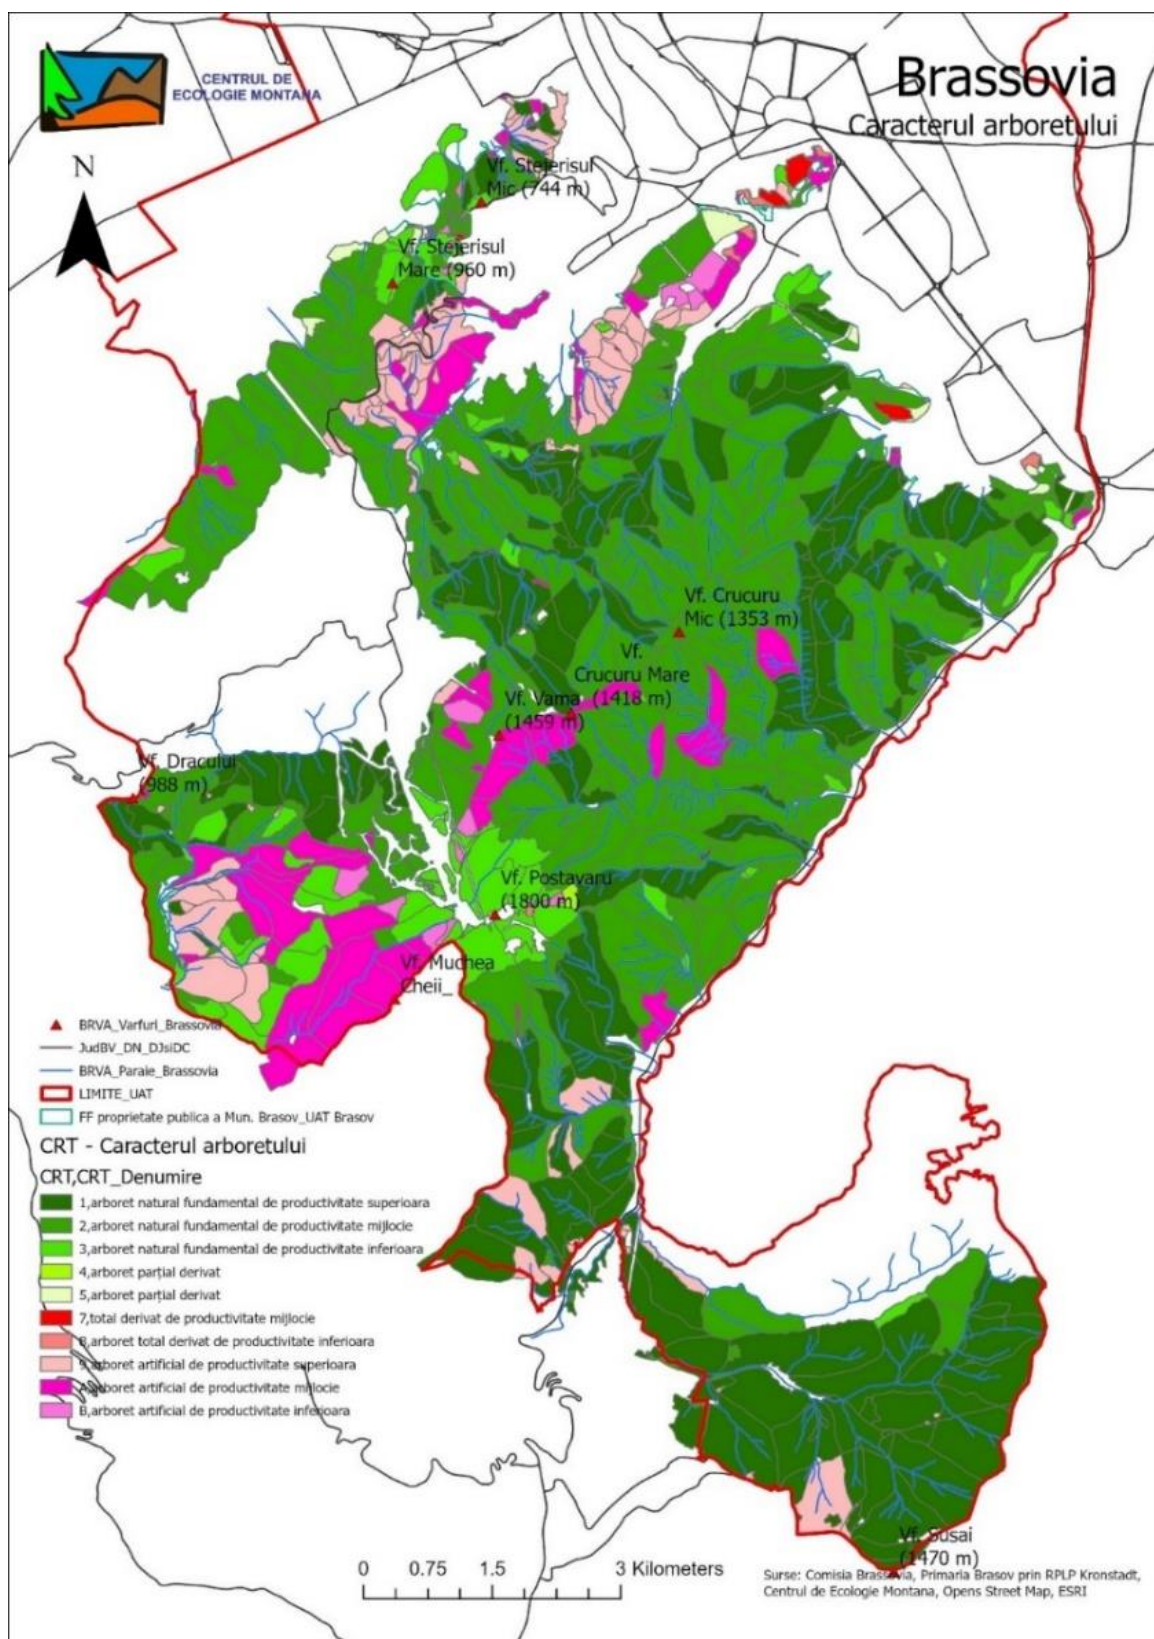 CENTRUL DE
ECOLOGIE MONTANA
Brassovia
Caracterul arboretului
N
Vf. Stejerisul
Mic (744 m)
Vf. Stejerisul
Mare (960 m)
Vf. Crucuru
Mic (1353 m)
Vf.
Crucuru Mare
(1418 m)
Vf. Vama
(1459 m)
Vf. Dracului
(988 m)
Vf. Postavaru
(1800 m)
Vf. Muchea
Cheii_
BRVA_Varfuri_Brassovia
JudBV_DN_DJsiDC
BRVA_Paraie_Brassovia
LIMITE_UAT
FF proprietate publica a Mun. Brasov_UAT Brasov
CRT - Caracterul arboretului
CRT,CRT_Denumire
1,arboret natural fundamental de productivitate superioara
2,arboret natural fundamental de productivitate mijlocie
3,arboret natural fundamental de productivitate inferioara
4,arboret parțial derivat
5,arboret parțial derivat
7,total derivat de productivitate mijlocie
8,arboret total derivat de productivitate inferioara
9,arboret artificial de productivitate superioara
A,arboret artificial de productivitate mijlocie
B,arboret artificial de productivitate inferioara
Vf. Susai
(1470 m)
0 0.75 1.5 3 Kilometers
Surse: Comisia Brassovia, Primaria Brasov prin RPLP Kronstadt,
Centrul de Ecologie Montana, Opens Street Map, ESRI